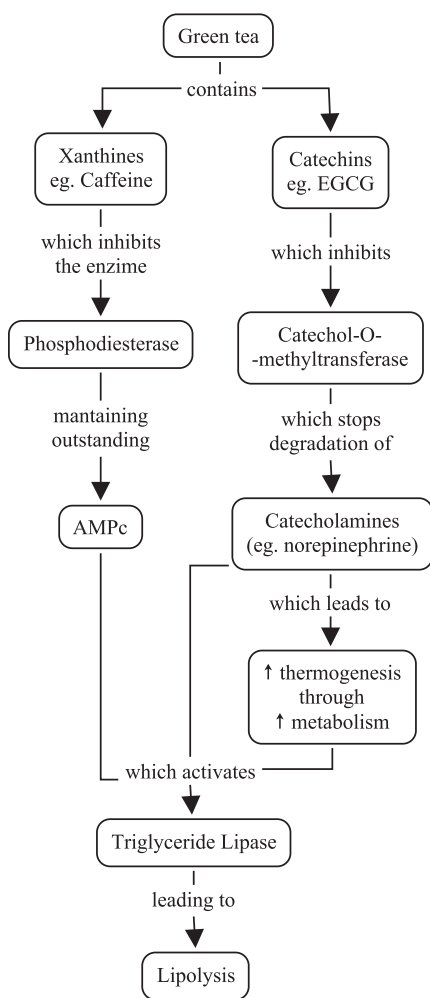 Green tea
contains
Xanthines
eg. Caffeine
Catechins
eg. EGCG
which inhibits
the enzime
which inhibits
Phosphodiesterase
Catechol-O-
-methyltransferase
mantaining
outstanding
which stops
degradation of
AMPc
Catecholamines
(eg. norepinephrine)
which leads to
↑ thermogenesis
through
↑ metabolism
which activates
Triglyceride Lipase
leading to
Lipolysis